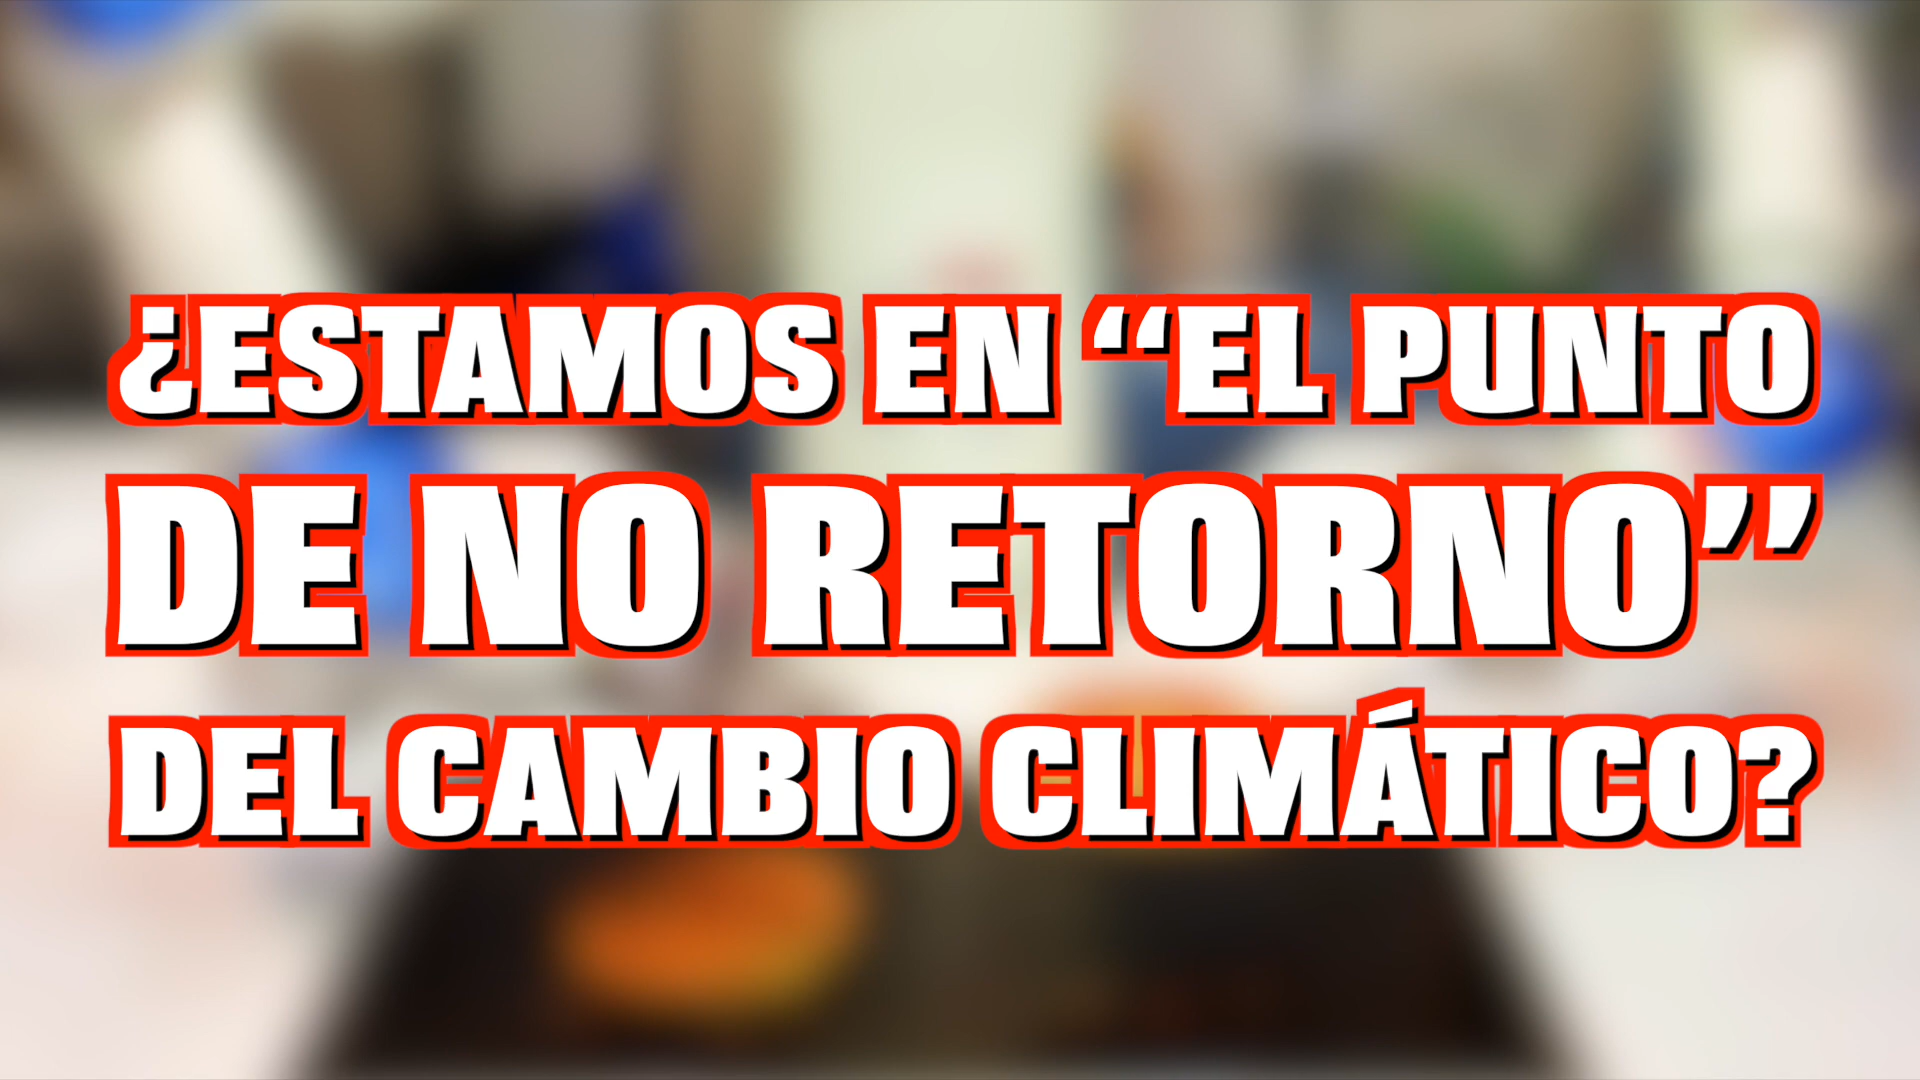 ¿ESTAMOS EN “EL PUNTO
DE NO RETORNO”
DEL CAMBIO CLIMÁTICO?